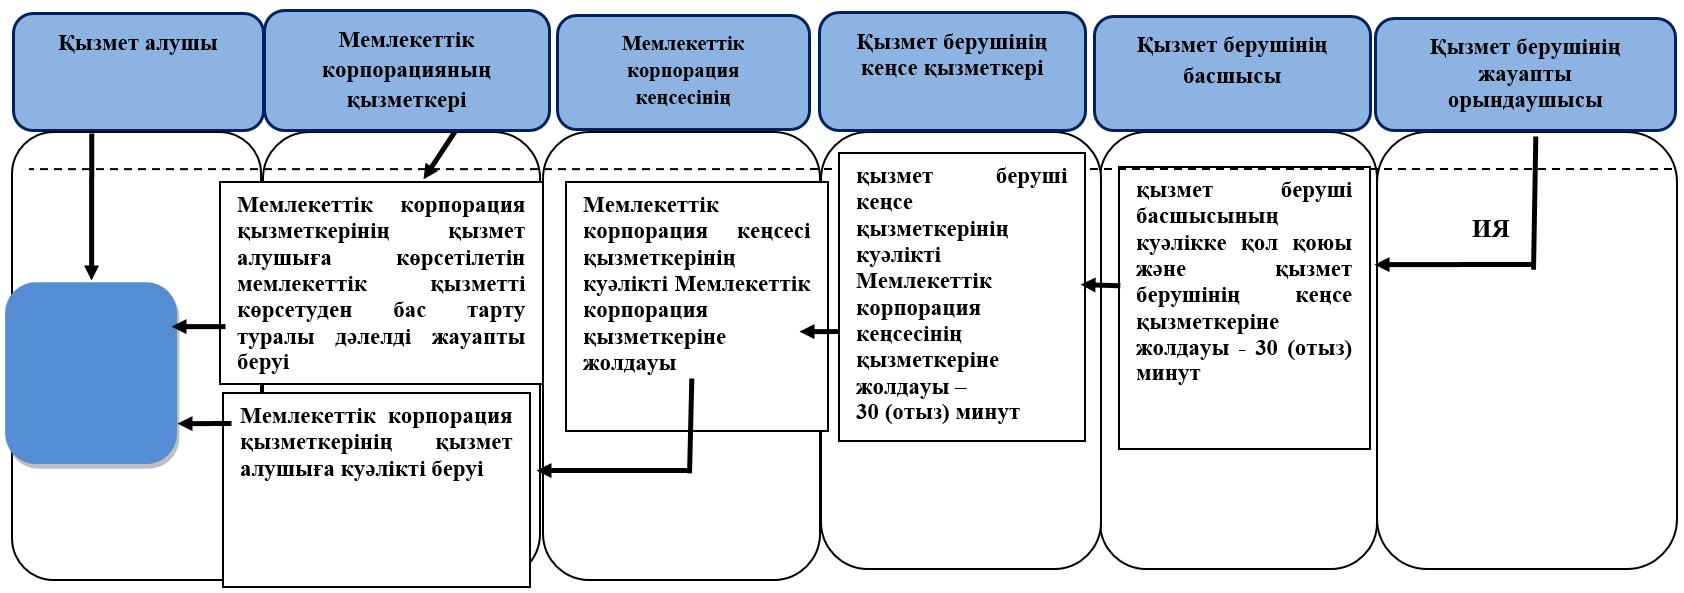 Қызмет алушы
Мемлекеттік
корпорацияның
қызметкері
Мемлекеттік
корпорация
кеңсесінің
Қызмет берушінің
кеңсе қызметкері
Қызмет берушінің
басшысы
Қызмет берушінің
жауапты
орындаушысы
Мемлекеттік корпорация
қызметкерінің қызмет
алушыға көрсетілетін
мемлекеттік қызметті
көрсетуден бас тарту
туралы дәлелді жауапты
беруі
Мемлекеттік корпорация
қызметкерінің қызмет
алушыға куәлікті беруі
Мемлекеттік
корпорация кеңсесі
қызметкерінің
куәлікті Мемлекеттік
корпорация
қызметкеріне
жолдауы
қызмет беруші
кеңсе
қызметкерінің
куәлікті
Мемлекеттік
корпорация
кеңсесінің
қызметкеріне
жолдауы –
30 (отыз) минут
қызмет беруші
басшысының
куәлікке қол қоюы
және қызмет
берушінің кеңсе
қызметкеріне
жолдауы - 30 (отыз)
минут
ИЯ